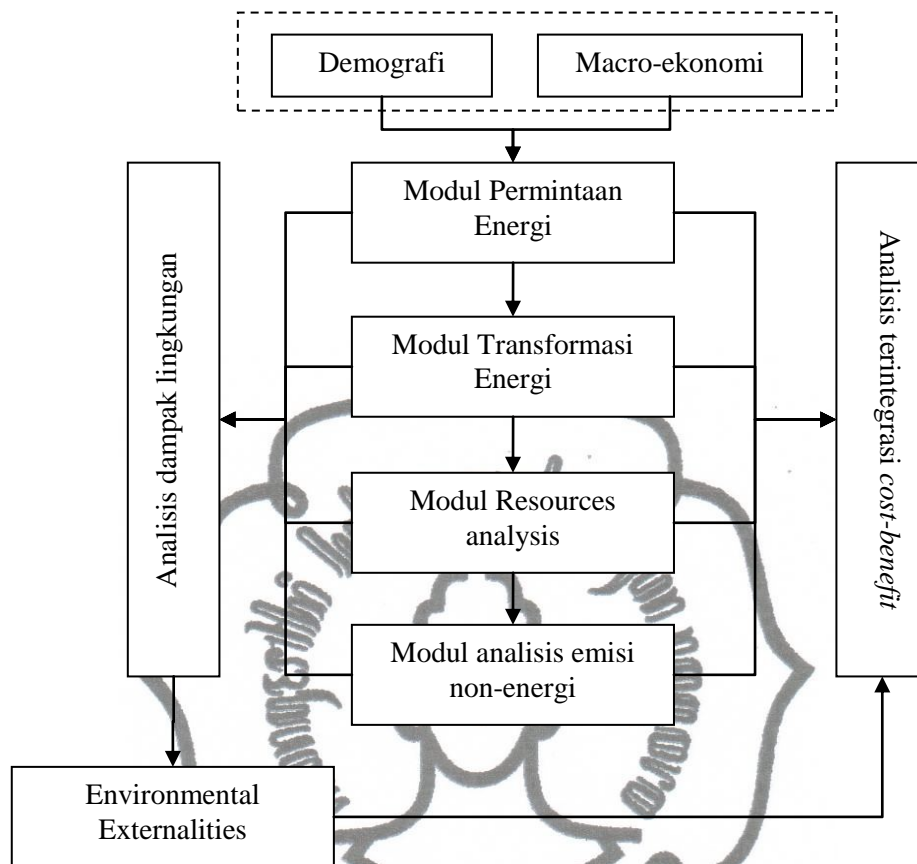 Demografi
Macro-ekonomi
Modul Permintaan
Energi
Analisis dampak lingkungan
Analisis terintegrasi cost-benefit
Modul Transformasi
Energi
Modul Resources
analysis
Modul analisis emisi
non-energi
Environmental
Externalities